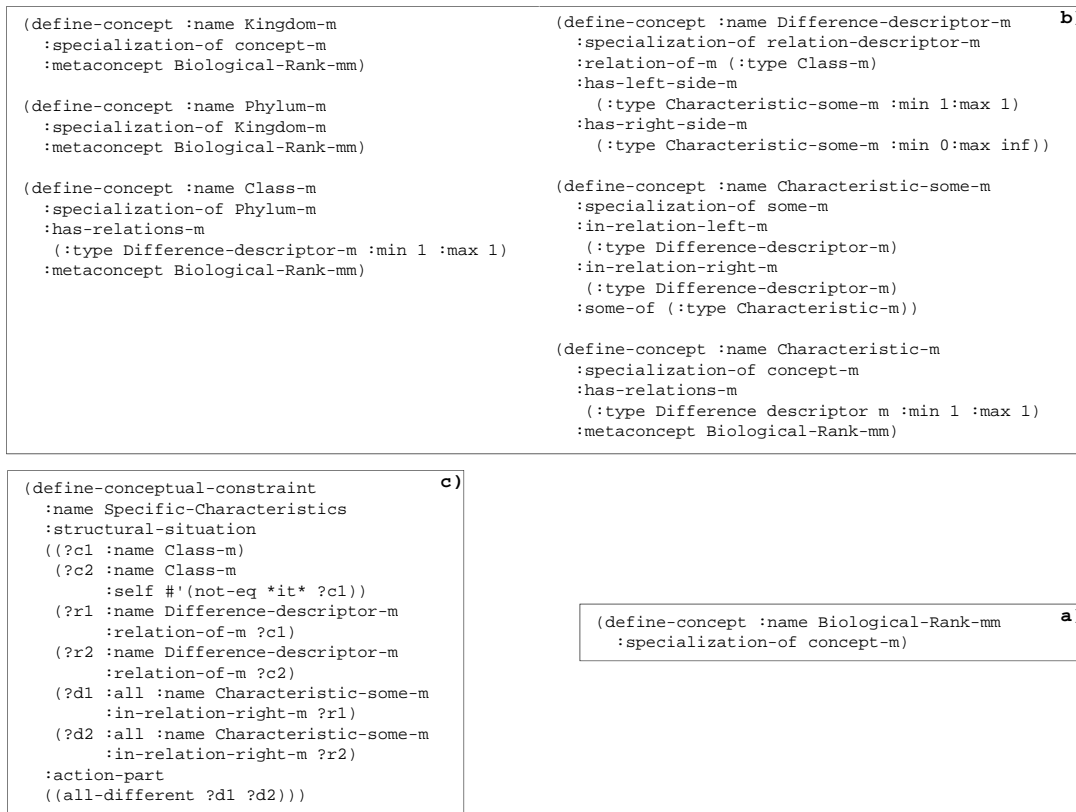 (define-concept :name Kingdom-m
:specialization-of concept-m
:metaconcept Biological-Rank-mm)
(define-concept :name Phylum-m
:specialization-of Kingdom-m
:metaconcept Biological-Rank-mm)
(define-concept :name Class-m
:specialization-of Phylum-m
:has-relations-m
(:type Difference-descriptor-m :min 1 :max 1)
:metaconcept Biological-Rank-mm)
b)
(define-concept :name Difference-descriptor-m
:specialization-of relation-descriptor-m
:relation-of-m (:type Class-m)
:has-left-side-m
(:type Characteristic-some-m :min 1:max 1)
:has-right-side-m
(:type Characteristic-some-m :min 0:max inf))
(define-concept :name Characteristic-some-m
:specialization-of some-m
:in-relation-left-m
(:type Difference-descriptor-m)
:in-relation-right-m
(:type Difference-descriptor-m)
:some-of (:type Characteristic-m))
(define-concept :name Characteristic-m
:specialization-of concept-m
:has-relations-m
(:type Difference descriptor m :min 1 :max 1)
:metaconcept Biological-Rank-mm)
c)
(define-conceptual-constraint
:name Specific-Characteristics
:structural-situation
((?c1 :name Class-m)
(?c2 :name Class-m
:self #'(not-eq *it* ?c1))
(?r1 :name Difference-descriptor-m
:relation-of-m ?c1)
(?r2 :name Difference-descriptor-m
:relation-of-m ?c2)
(?d1 :all :name Characteristic-some-m
:in-relation-right-m ?r1)
(?d2 :all :name Characteristic-some-m
:in-relation-right-m ?r2)
:action-part
((all-different ?d1 ?d2)))
a)
(define-concept :name Biological-Rank-mm
:specialization-of concept-m)